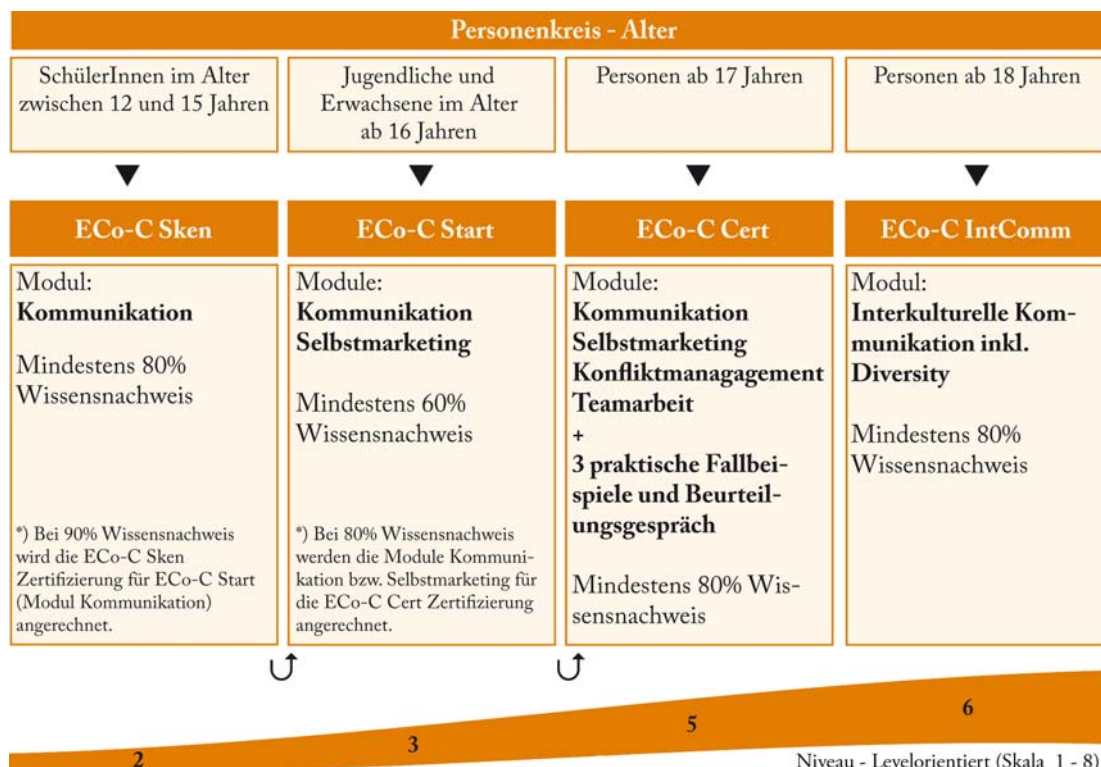 Personenkreis - Alter
SchülerInnen im Alter
zwischen 12 und 15 Jahren
Jugendliche und
Erwachsene im Alter
ab 16 Jahren
Personen ab 17 Jahren
Personen ab 18 Jahren
ECo-C Sken
Modul:
Kommunikation
Mindestens 80%
Wissensnachweis
*) Bei 90% Wissensnachweis
wird die ECo-C Sken
Zertifizierung für ECo-C Start
(Modul Kommunikation)
angerechnet.
ECo-C Start
Module:
Kommunikation
Selbstmarketing
Mindestens 60%
Wissensnachweis
*) Bei 80% Wissensnachweis
werden die Module Kommuni-
kation bzw. Selbstmarketing für
die ECo-C Cert Zertifizierung
angerechnet.
ECo-C Cert
Module:
Kommunikation
Selbstmarketing
Konfliktmanagagement
Teamarbeit
+
3 praktische Fallbei-
spiele und Beurteil-
ungsgespräch
Mindestens 80% Wis-
sensnachweis
ECo-C IntComm
Modul:
Interkulturelle Kom-
munikation inkl.
Diversity
Mindestens 80%
Wissensnachweis
2
3
5
6
Niveau - Levelorientiert (Skala 1 - 8)